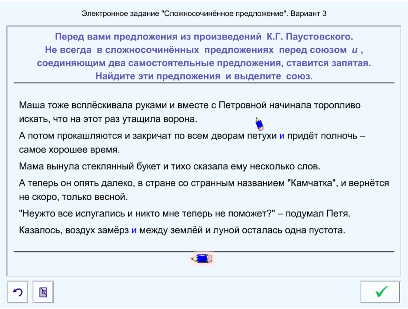 Электронное задание "Сложносочинённое предложение". Вариант 3
Перед вами предложения из произведений К.Г. Паустовского.
Не всегда в сложносочинённых предложениях перед союзом и ,
соединяющим два самостоятельные предложения, ставится запятая.
Найдите эти предложения и выделите союз.
Маша тоже всплёскивала руками и вместе с Петровной начинала торопливо
искать, что на этот раз утащила ворона.
А потом прокашляются и закричат по всем дворам петухи и придёт полночь –
самое хорошее время.
Мама вынула стеклянный букет и тихо сказала ему несколько слов.
А теперь он опять далеко, в стране со странным названием "Камчатка", и вернётся
не скоро, только весной.
"Неужто все испугались и никто мне теперь не поможет?" – подумал Петя.
Казалось, воздух замёрз и между землёй и луной осталась одна пустота.